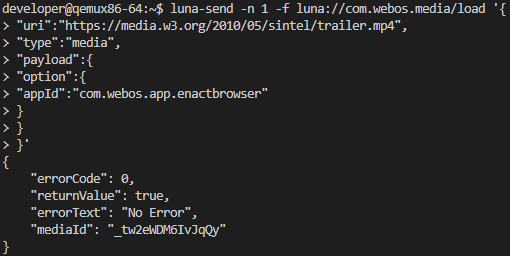 developer@qemux86-64:~$ luna-send -n 1 -f luna://com.webos.media/load '{
> "uri":"https://media.w3.org/2010/05/sintel/trailer.mp4",
> "type":"media",
> "payload":{
> "option":{
> "appId":"com.webos.app.enactbrowser"
> }
> }
> }'
{
    "errorCode": 0,
    "returnValue": true,
    "errorText": "No Error",
    "mediaId": "_tw2eWDM6IvJqQy"
}